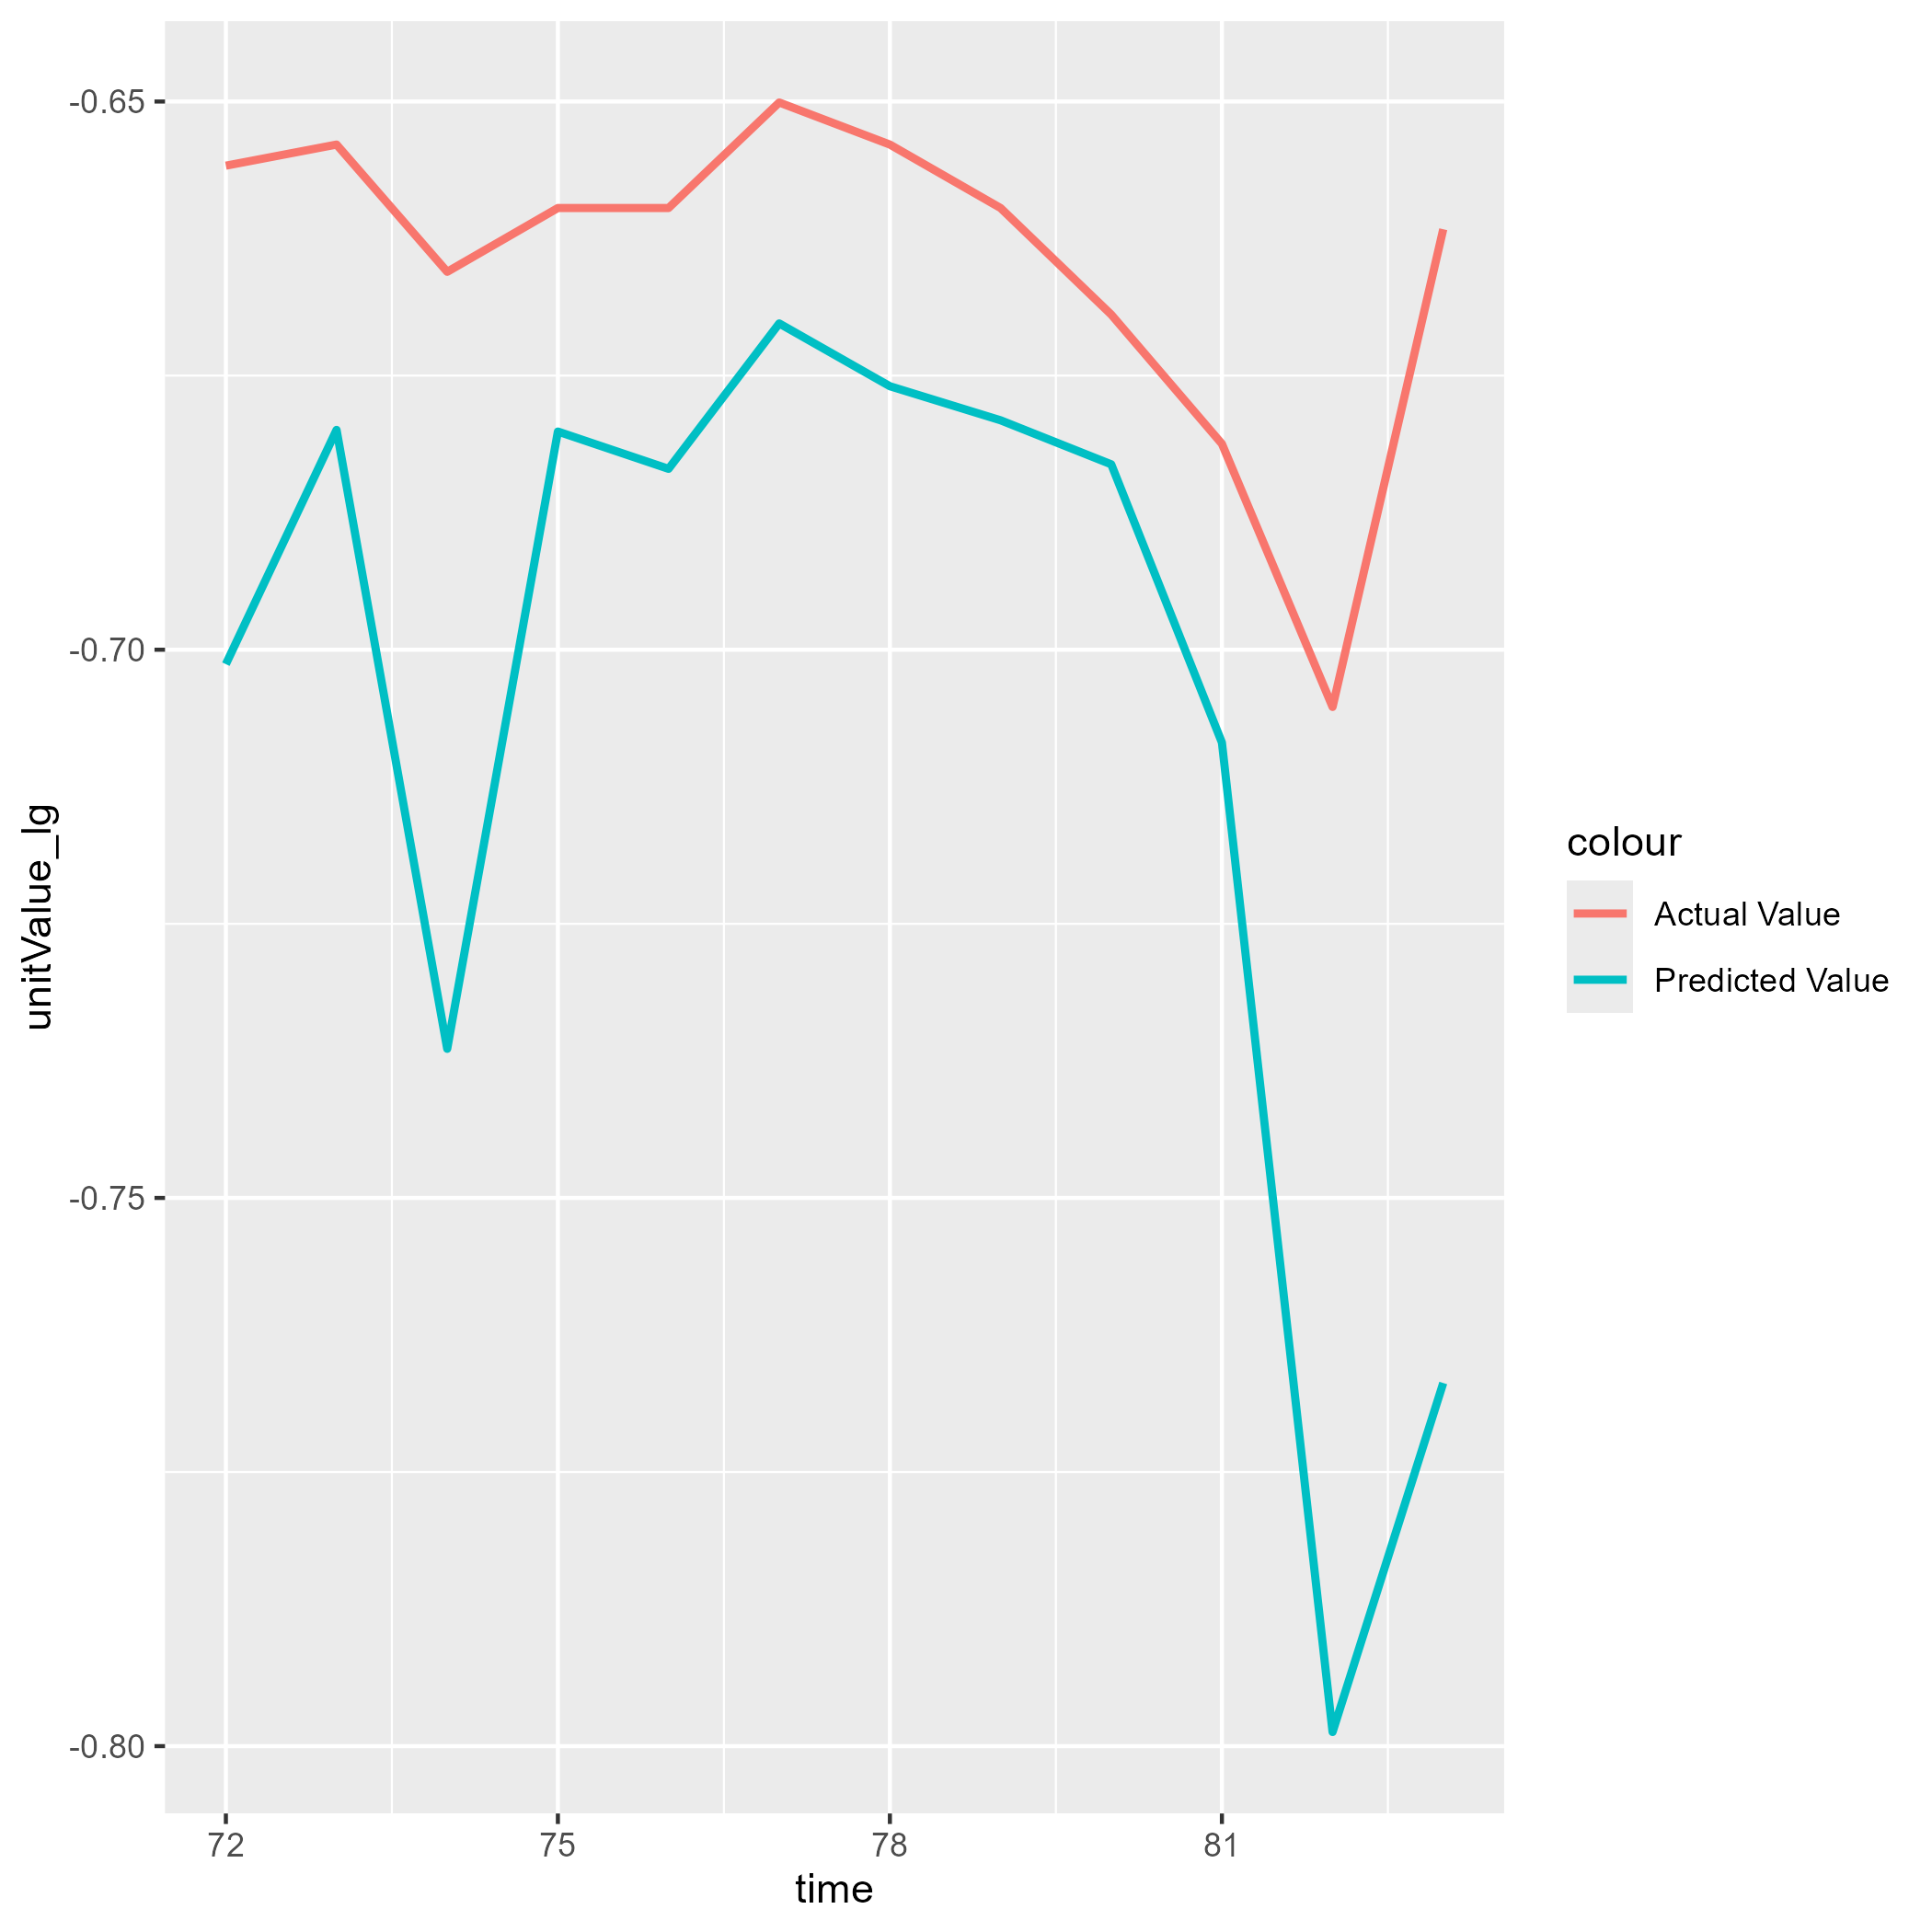 -0.65
-0.70
-0.75
-0.80
unitValue_lg
72 75 78 81
time
colour
Actual Value
Predicted Value